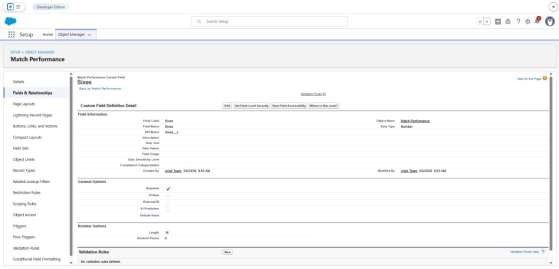 Developer Edition
Search Setup
Setup Home Object Manager
SETUP > OBJECT MANAGER
Match Performance
Details
Fields & Relationships
Page Layouts
Lightning Record Pages
Buttons, Links, and Actions
Compact Layouts
Field Sets
Object Limits
Record Types
Related Lookup Filters
Restriction Rules
Scoping Rules
Object Access
Triggers
Flow Triggers
Validation Rules
Conditional Field Formatting
Match Performance Custom Field
Sixes
Back to Match Performance
Help for this Page
Validation Rules [0]
Custom Field Definition Detail
Edit Set Field-Level Security View Field Accessibility Where is this used?
Field Information
Field Label Sixes
Object Name Match Performance
Field Name Sixes
Data Type Number
API Name Sixes__c
Description
Help Text
Data Owner
Field Usage
Data Sensitivity Level
Compliance Categorization
Created By
Modified By
General Options
Required
Unique
External ID
AI Prediction
Default Value
Number Options
Length 18
Decimal Places 0
Validation Rules
New
Validation Rules Help
No validation rules defined.